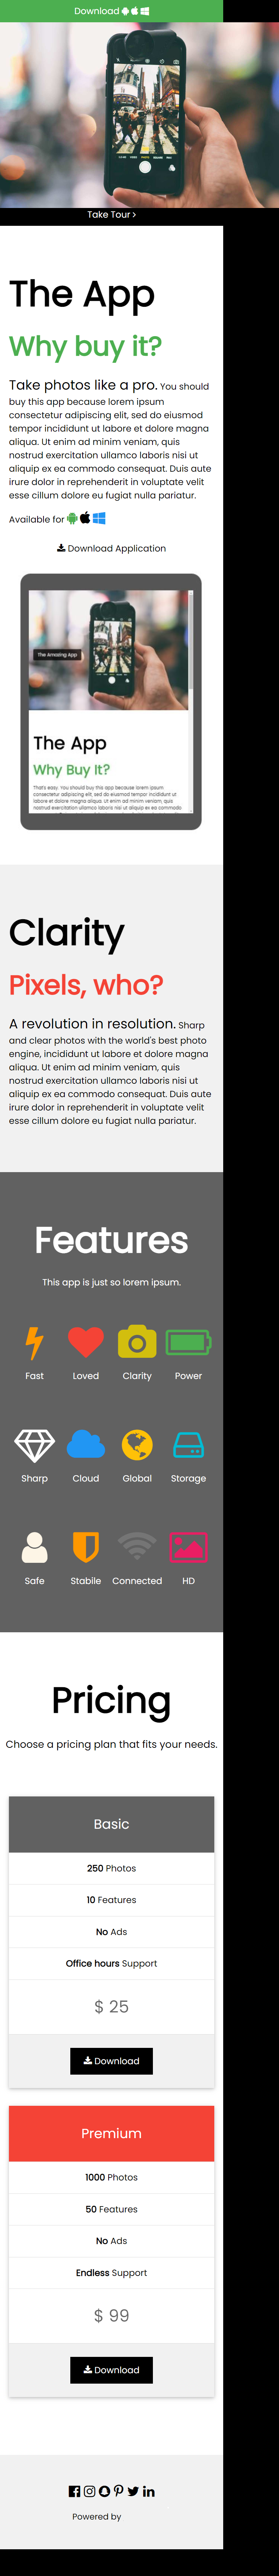 Download
Take Tour
The App
Why buy it?
Take photos like a pro. You should
buy this app because lorem ipsum
consectetur adipiscing elit, sed do eiusmod
tempor incididunt ut labore et dolore magna
aliqua. Ut enim ad minim veniam, quis
nostrud exercitation ullamco laboris nisi ut
aliquip ex ea commodo consequat. Duis aute
irure dolor in reprehenderit in voluptate velit
esse cillum dolore eu fugiat nulla pariatur.
Available for
Download Application
The Amazing App
The App
Why Buy It?
That's easy. You should buy this app because lorem ipsum
consectetur adipiscing elit, sed do eiusmod tempor incididunt ut
labore et dolore magna aliqua. Ut enim ad minim veniam, quis
nostrud exercitation ullamco laboris nisi ut aliquip ex ea
Clarity
Pixels, who?
A revolution in resolution. Sharp
and clear photos with the world's best photo
engine, incididunt ut labore et dolore magna
aliqua. Ut enim ad minim veniam, quis
nostrud exercitation ullamco laboris nisi ut
aliquip ex ea commodo consequat. Duis aute
irure dolor in reprehenderit in voluptate velit
esse cillum dolore eu fugiat nulla pariatur.
Features
This app is just so lorem ipsum.
Fast Loved Clarity Power
Sharp Cloud Global Storage
Safe Stabile Connected HD
Pricing
Choose a pricing plan that fits your needs.
Basic
250 Photos
10 Features
No Ads
Office hours Support
$ 25
Download
Premium
1000 Photos
50 Features
No Ads
Endless Support
$ 99
Download
Powered by